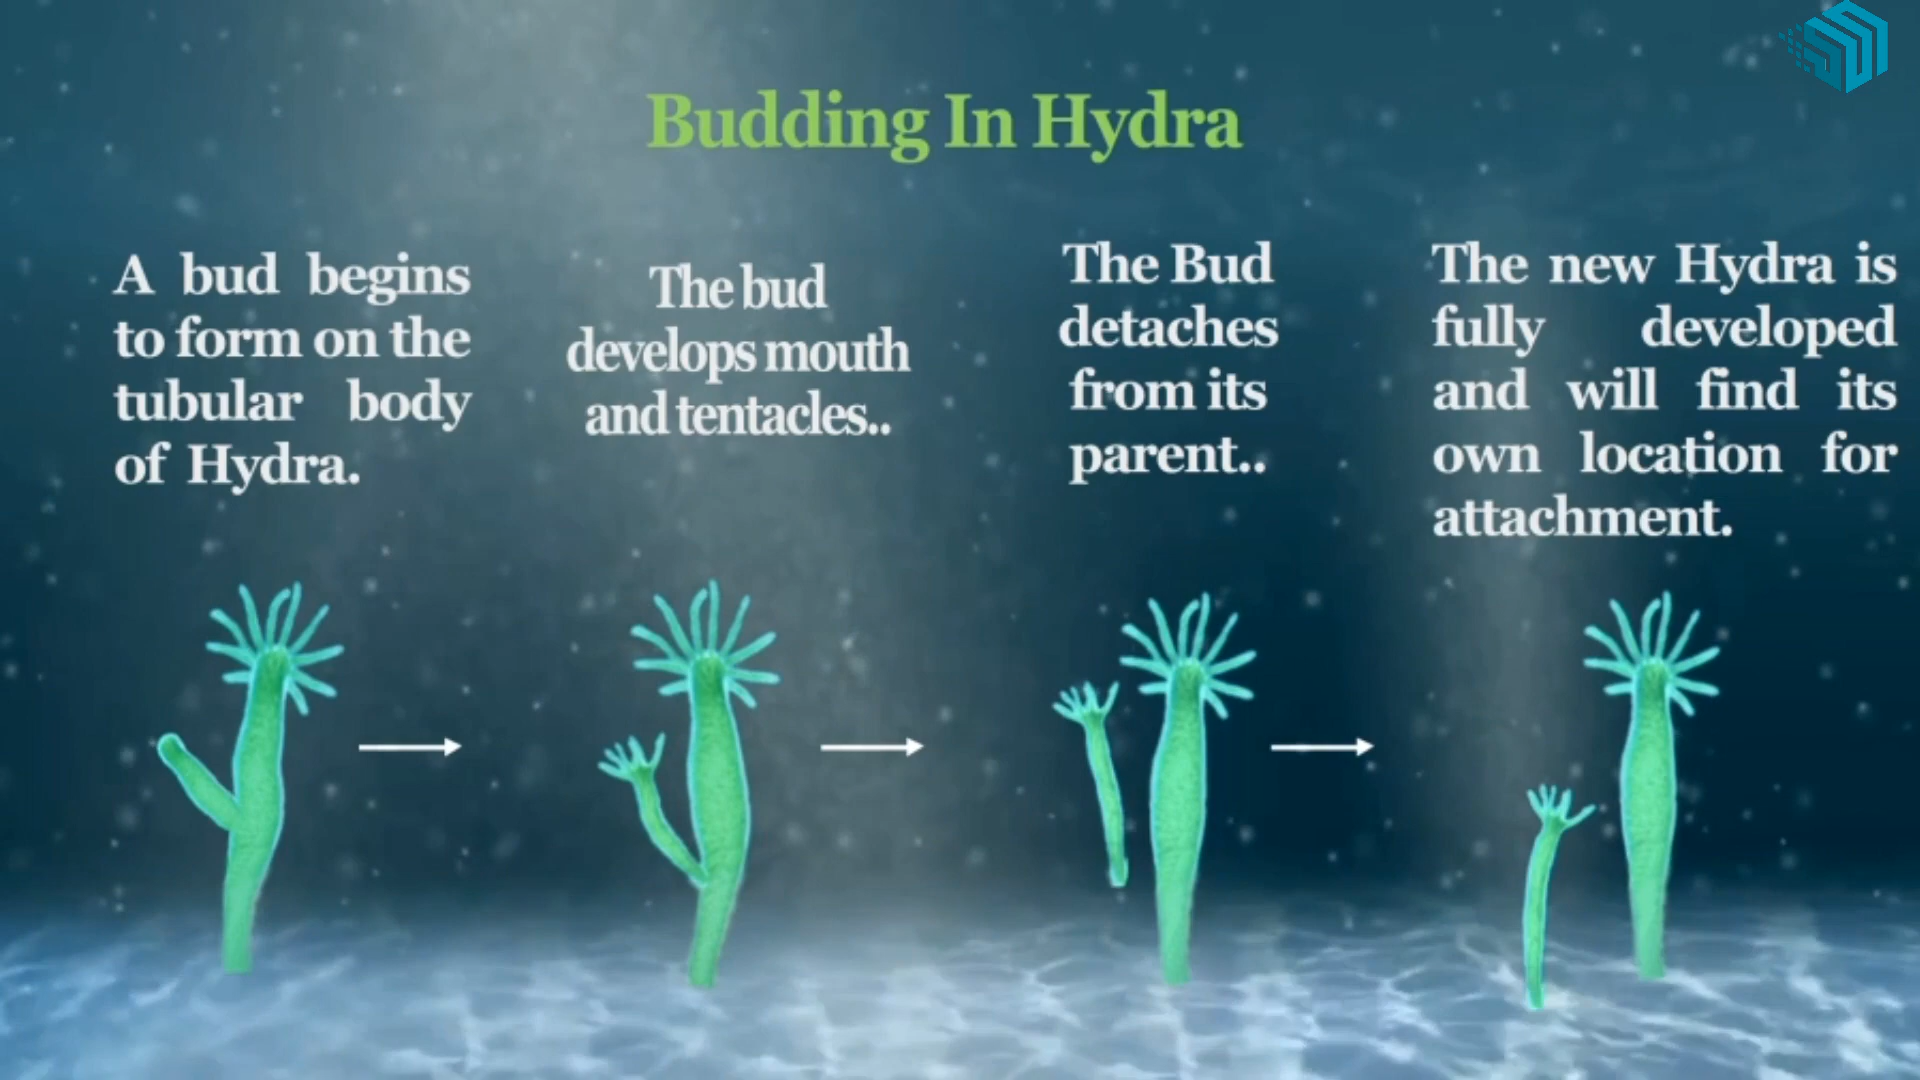 Budding In Hydra
A bud begins
to form on the
tubular body
of Hydra.
The bud
develops mouth
and tentacles..
The Bud
detaches
from its
parent..
The new Hydra is
fully developed
and will find its
own location for
attachment.